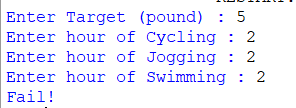 Enter Target (pound) : 5
Enter hour of Cycling : 2
Enter hour of Jogging : 2
Enter hour of Swimming : 2
Fail!